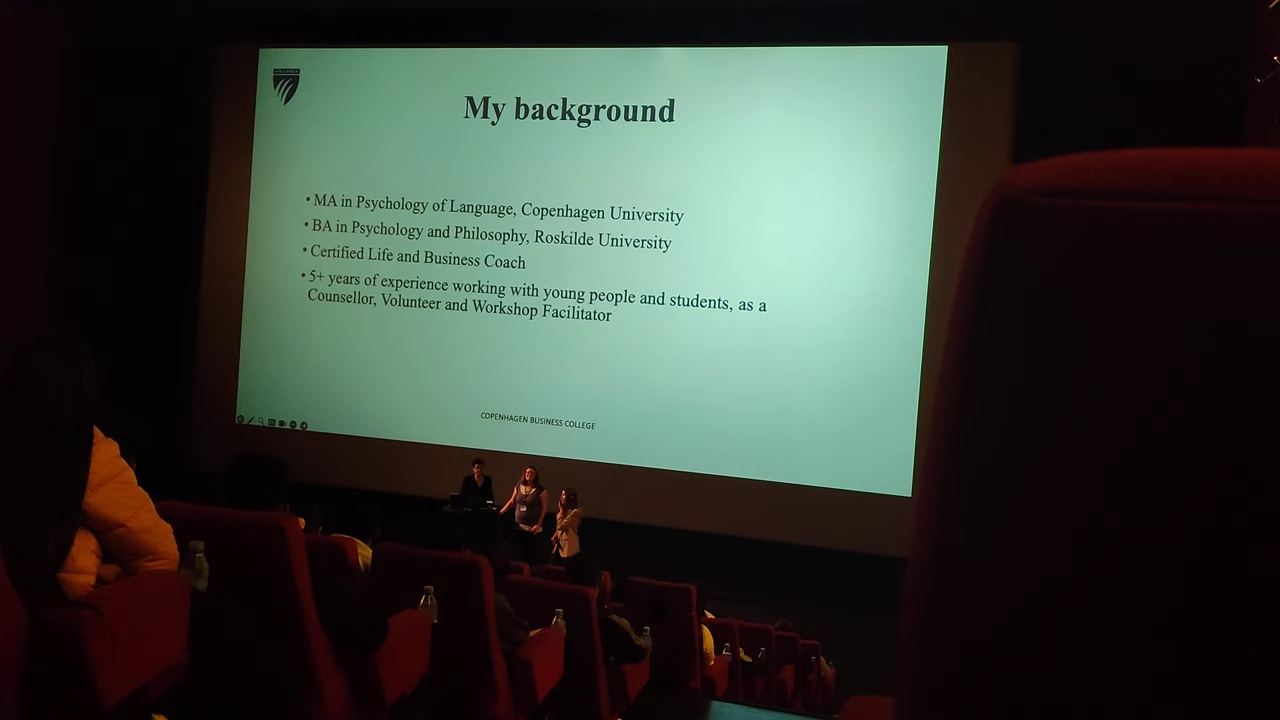 My background
• MA in Psychology of Language, Copenhagen University
• BA in Psychology and Philosophy, Roskilde University
• Certified Life and Business Coach
• 5+ years of experience working with young people and students, as a
Counsellor, Volunteer and Workshop Facilitator
COPENHAGEN BUSINESS COLLEGE